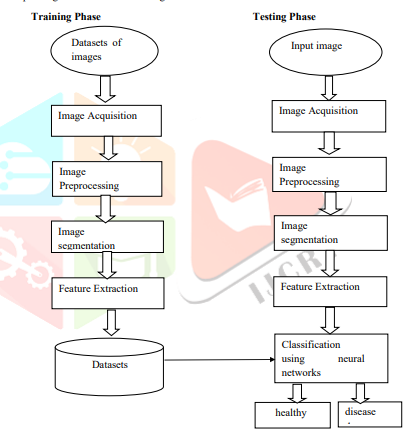 Training Phase
Datasets of
images
Image Acquisition
Image
Preprocessing
Image
segmentation
Feature Extraction
Datasets
Testing Phase
Input image
Image Acquisition
Image
Preprocessing
Image
segmentation
Feature Extraction
Classification
using neural
networks
healthy
disease
IJCR